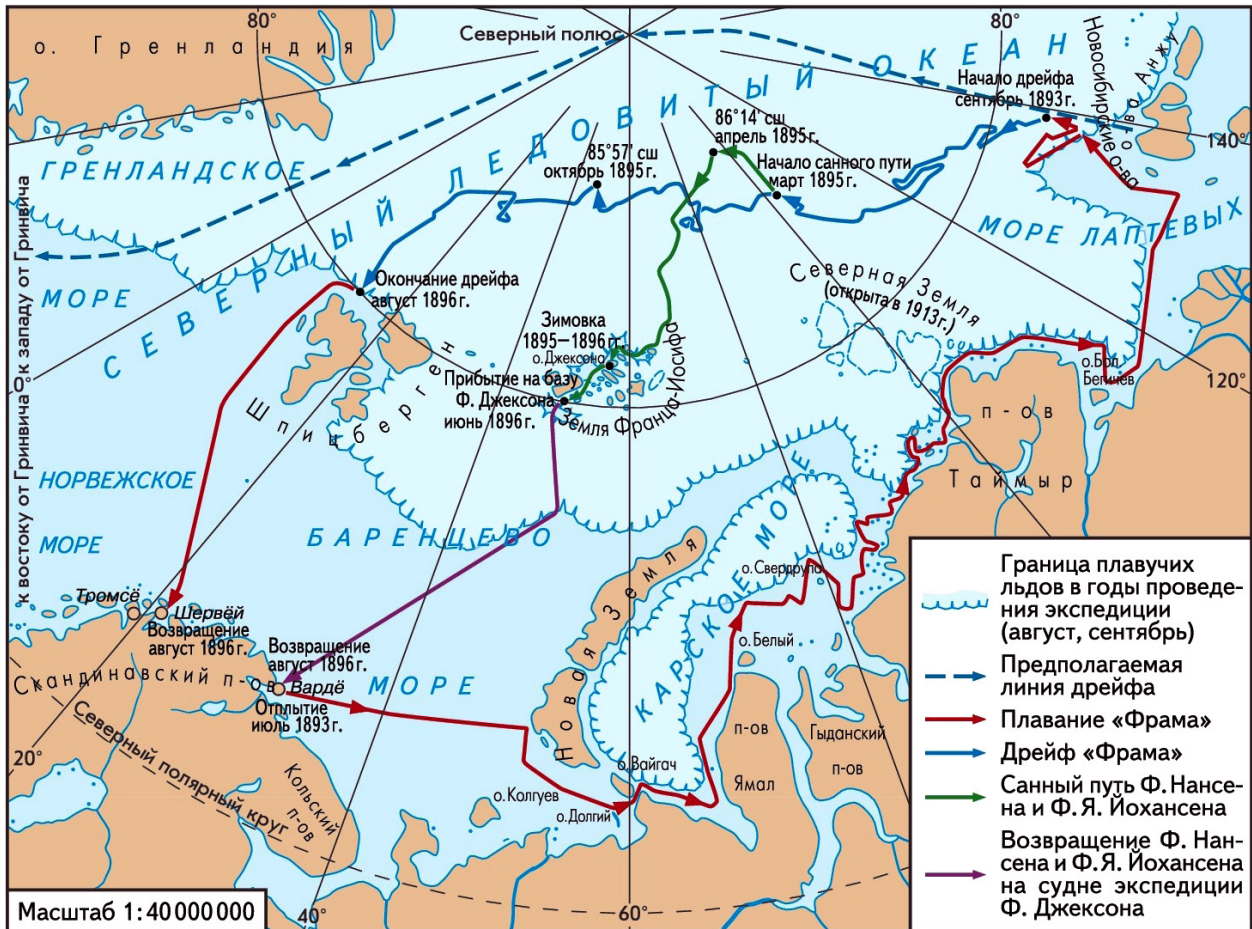 80°
80°
о. Гренландия
Северный полюс
СЕВЕРНЫЙ ЛЕДОВИТЫЙ ОКЕАН
Новосибирские о-ва
о-ва Анжу
Начало дрейфа
сентябрь 1893 г.
140°
86°14' сш
апрель 1895 г.
85°57' сш
октябрь 1895 г.
Начало санного пути
март 1895 г.
ГРЕНЛАНДСКОЕ
МОРЕ
МОРЕ ЛАПТЕВЫХ
к востоку от Гринвича 0° к западу от Гринвича
Окончание дрейфа
август 1896 г.
Северная Земля
(открыта в 1913г.)
Зимовка
1895–1896 гг.
о.Джексона
Прибытие на базу
Ф. Джексона
июнь 1896 г.
Земля Франца-Иосифа
Шпицберген
о.Бол.
Бегичев
120°
п-ов
Таймыр
НОРВЕЖСКОЕ
МОРЕ
БАРЕНЦЕВО
МОРЕ
КАРСКОЕ МОРЕ
Новая Земля
о.Свердрупа
о.Белый
Тромсё
Шервёй
Возвращение
август 1896 г.
Возвращение
август 1896 г.
Скандинавский п-ов
Вардё
Отплытие
июль 1893 г.
п-ов
Ямал
Гыданский
п-ов
о.Вайгач
о.Колгуев
о.Долгий
20°
Северный полярный круг
Кольский
п-ов
40°
60°
Масштаб 1:40 000 000
Граница плавучих
льдов в годы проведе-
ния экспедиции
(август, сентябрь)
Предполагаемая
линия дрейфа
Плавание «Фрама»
Дрейф «Фрама»
Санный путь Ф. Нансе-
на и Ф. Я. Йохансена
Возвращение Ф. Нан-
сена и Ф.Я. Йохансена
на судне экспедиции
Ф. Джексона